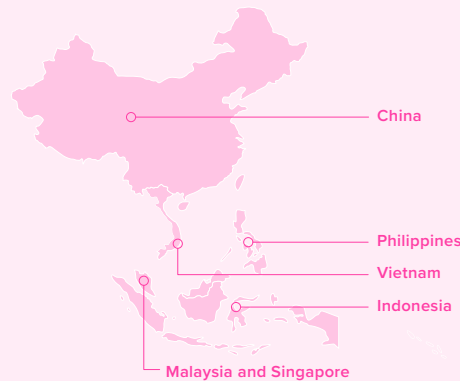 China
Philippines
Vietnam
Indonesia
Malaysia and Singapore